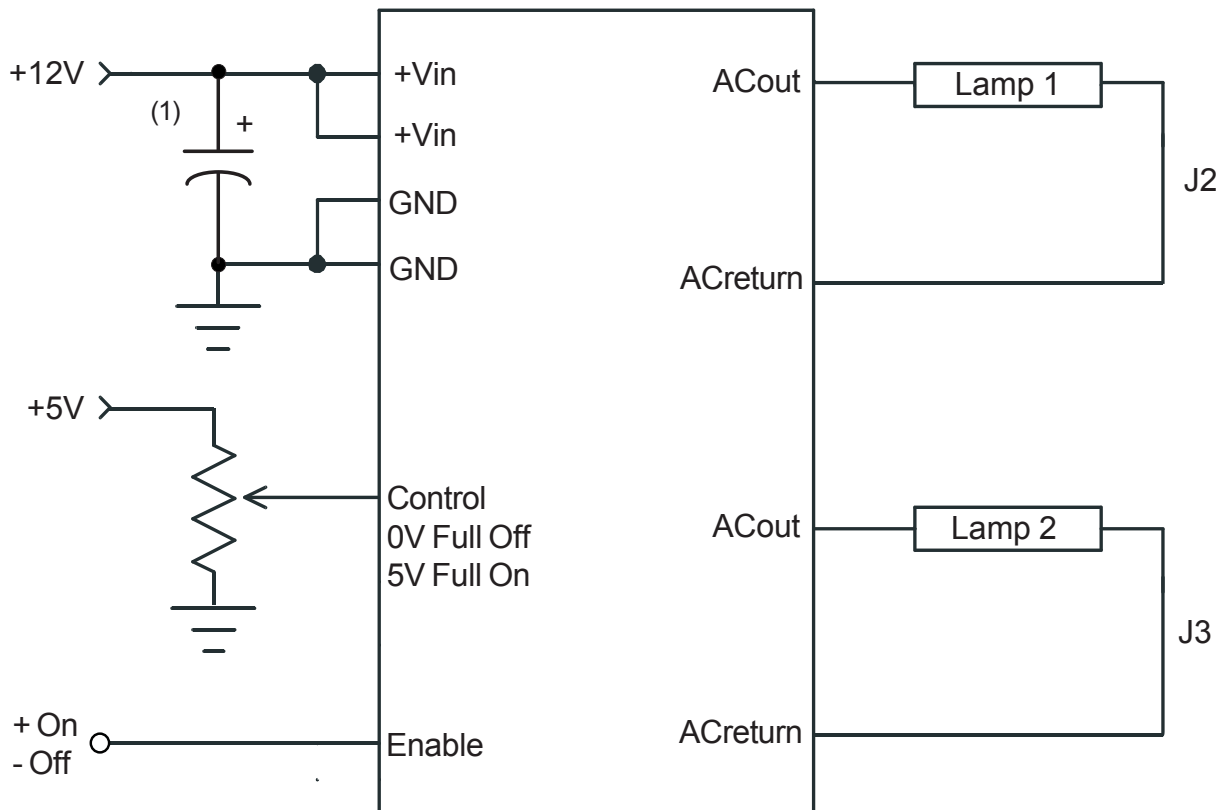 +12V
(1)
+
+Vin
+Vin
GND
GND
+5V
Control
0V Full Off
5V Full On
+ On
- Off
Enable
ACout
Lamp 1
J2
ACreturn
ACout
Lamp 2
J3
ACreturn